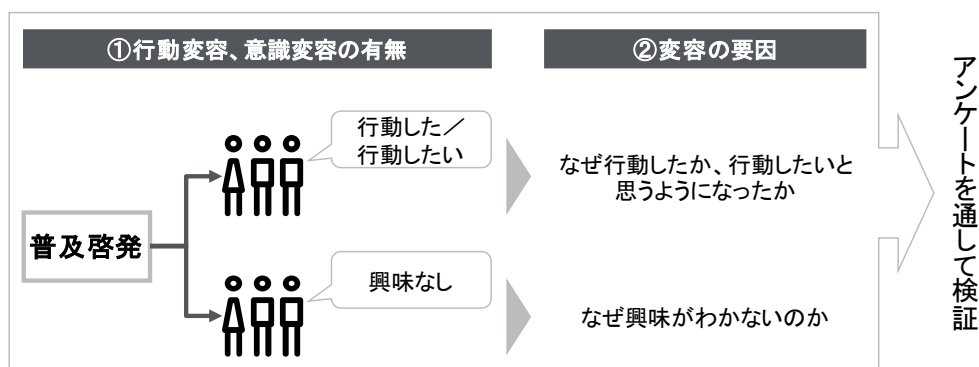 ①行動変容、意識変容の有無
②変容の要因
行動した／
行動したい
なぜ行動したか、行動したいと
思うようになったか
普及啓発
興味なし
なぜ興味がわかないのか
アンケートを通して検証